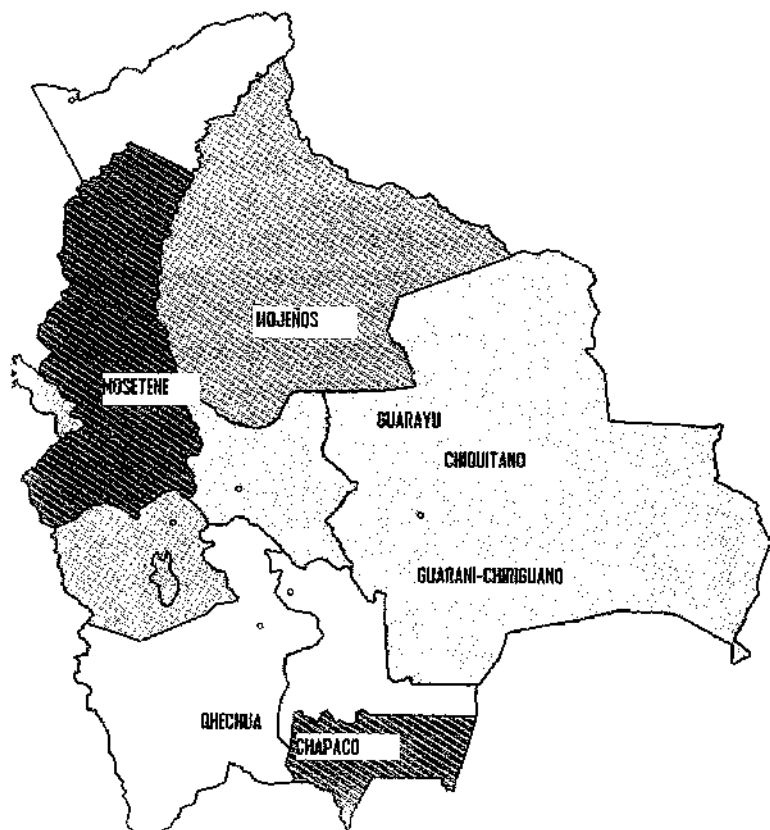 MOJEÑOS
MOSETENE
GUARAYU
CHIQUITANO
GUARANI-CHIRIGUANO
QHECHUA
CHAPACO